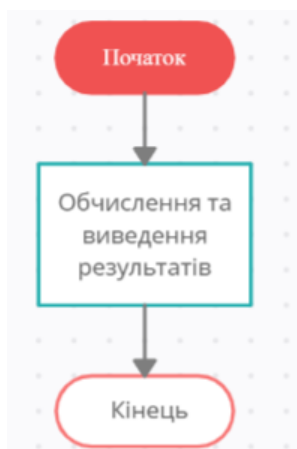 Початок
Обчислення та
виведення
результатів
Кінець